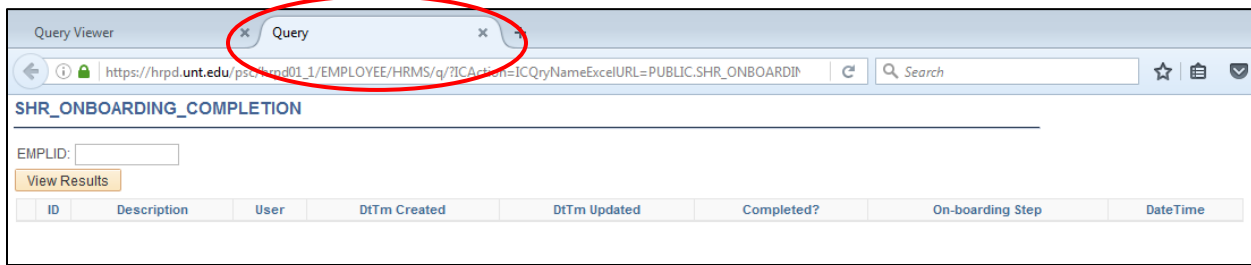 Query Viewer × Query × +
https://hrpd.unt.edu/psc/hrpd01_1/EMPLOYEE/HRMS/q/?ICAction=ICQryNameExcelURL=PUBLIC.SHR_ONBOARDIN Search
SHR_ONBOARDING_COMPLETION
EMPLID:
View Results
ID Description User DtTm Created DtTm Updated Completed? On-boarding Step DateTime